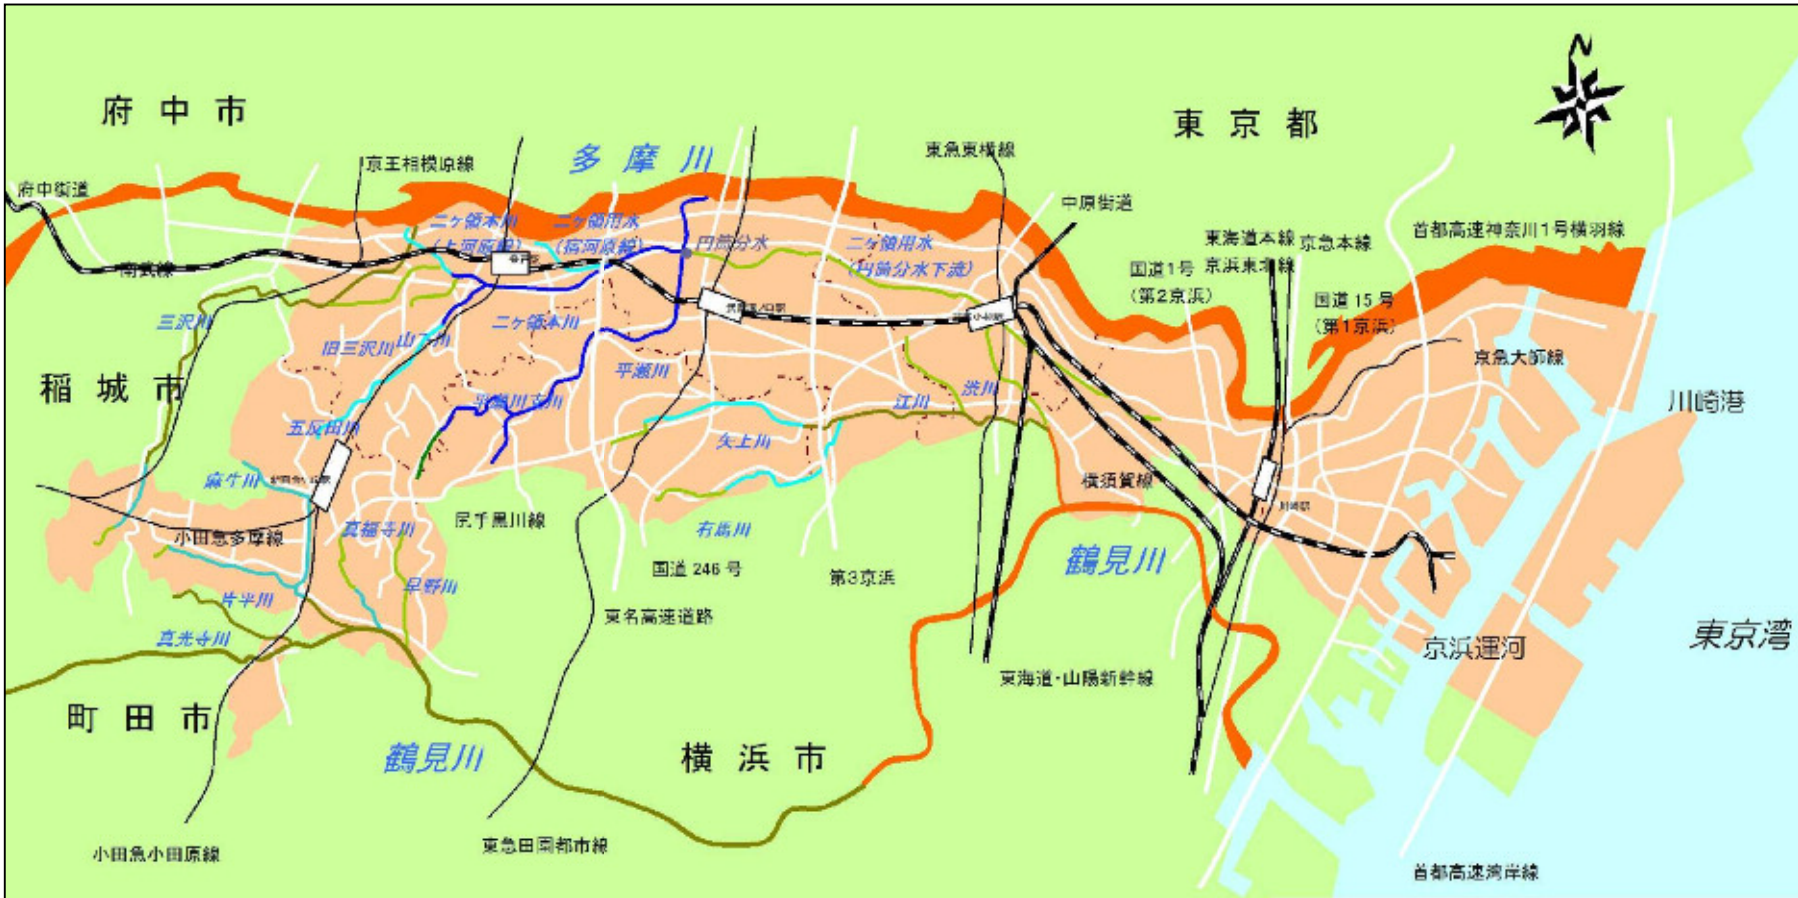 府中市
東京都
多摩川
京王相模原線
東急東横線
府中街道
中原街道
二ヶ領本川
(上河原線)
二ヶ領用水
(宿河原線)
円筒分水
二ヶ領用水
(円筒分水下流)
首都高速神奈川1号横羽線
東海道本線
京浜東北線
京急本線
国道1号
(第2京浜)
南武線
国道15号
(第1京浜)
三沢川
旧三沢川
山下川
二ヶ領本川
平瀬川
京急大師線
稲城市
川崎港
五反田川
平瀬川支川
江川
渋川
矢上川
麻生川
横須賀線
川崎駅
小田急多摩線
真福寺川
尻手黒川線
有馬川
鶴見川
国道246号
第3京浜
片平川
早野川
東名高速道路
真光寺川
京浜運河
東京湾
東海道・山陽新幹線
町田市
鶴見川
横浜市
小田急小田原線
東急田園都市線
首都高速湾岸線